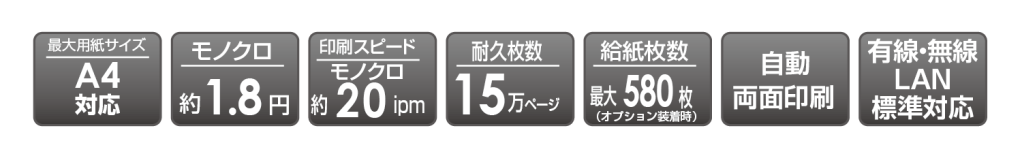 最大用紙サイズ
A4
対応
モノクロ
約1.8円
印刷スピード
モノクロ
約20ipm
耐久枚数
15万ページ
給紙枚数
最大580枚
（オプション装着時）
自動
両面印刷
有線・無線
LAN
標準対応